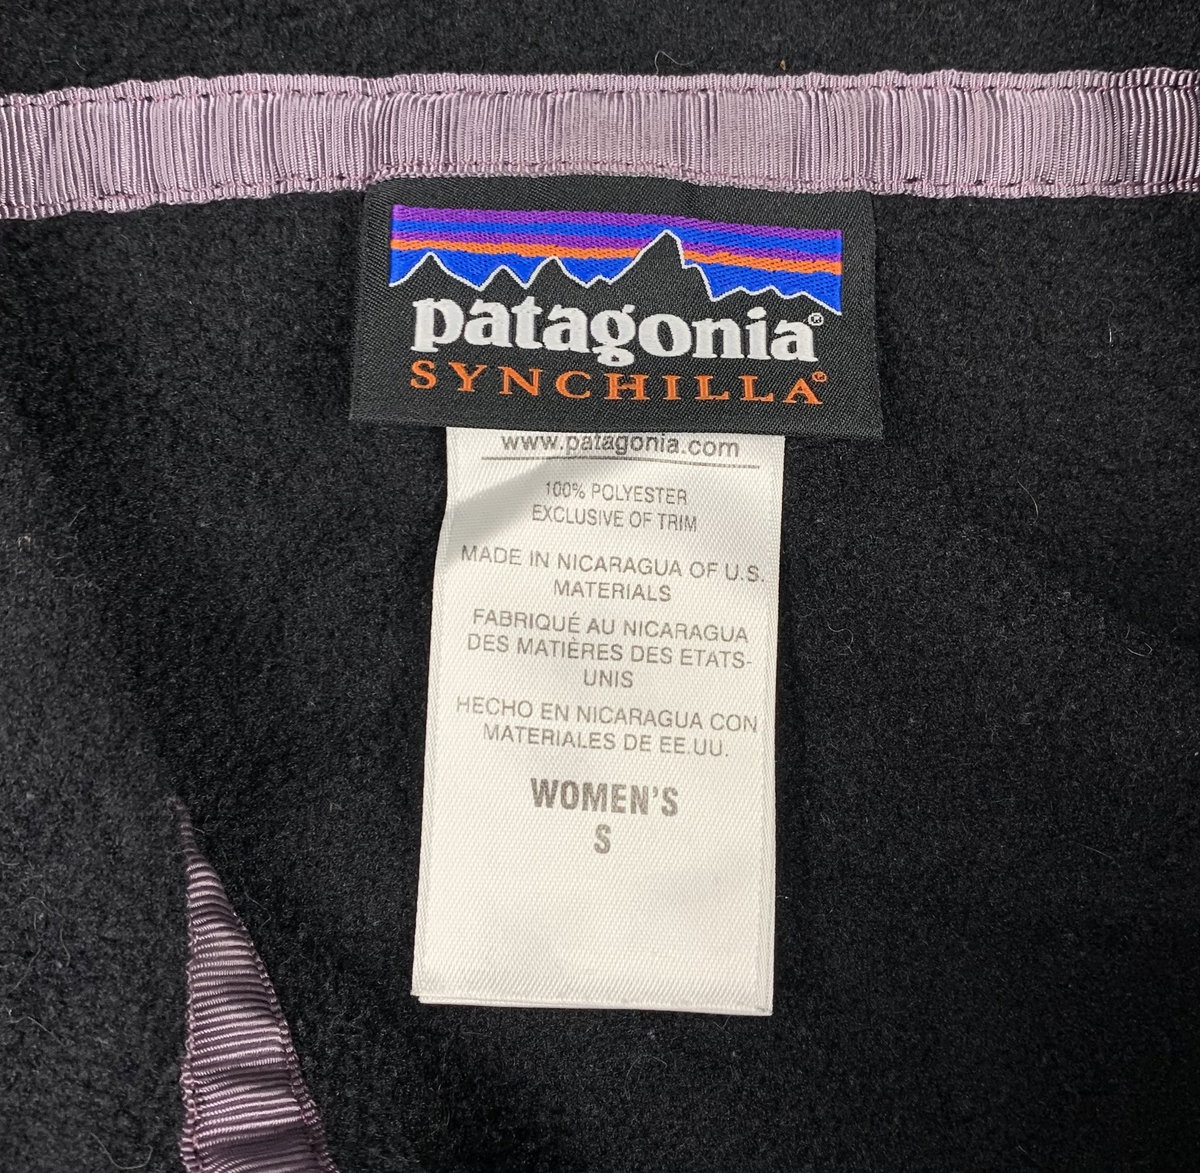 patagonia®
SYNCHILLA®
www.patagonia.com
100% POLYESTER
EXCLUSIVE OF TRIM
MADE IN NICARAGUA OF U.S.
MATERIALS
FABRIQUÉ AU NICARAGUA
DES MATIÈRES DES ETATS-
UNIS
HECHO EN NICARAGUA CON
MATERIALES DE EE.UU.
WOMEN'S
S